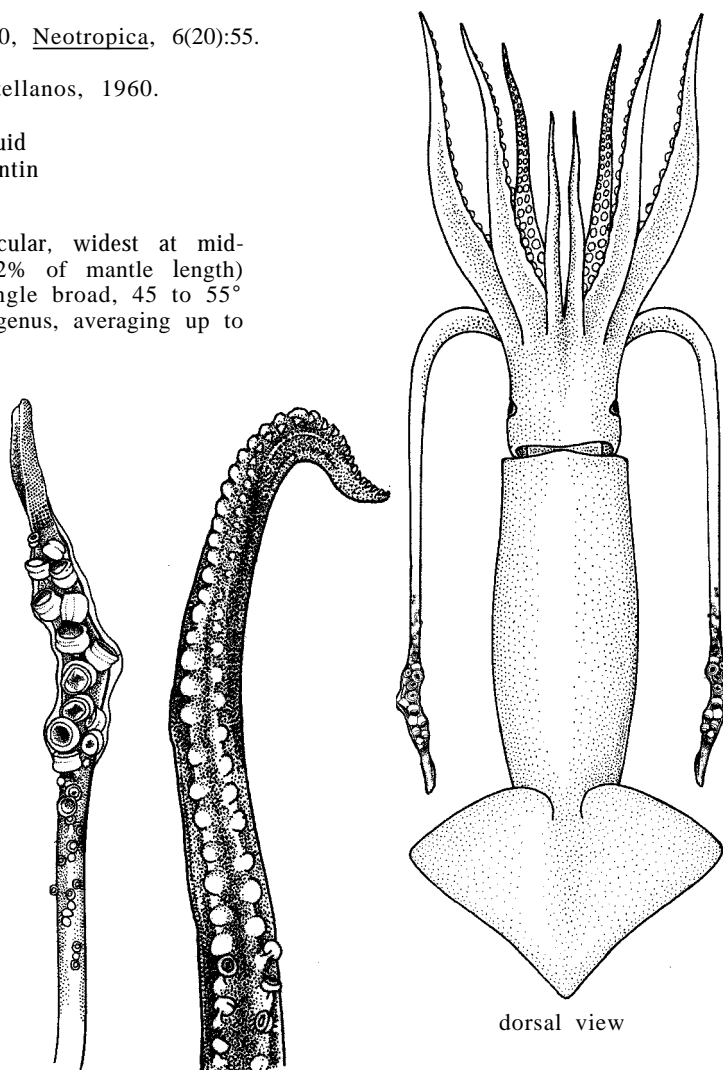 0, Neotropica, 6(20):55.
tellanos, 1960.
uid
ntin
cular, widest at mid-
2% of mantle length)
ngle broad, 45 to 55°
genus, averaging up to
dorsal view